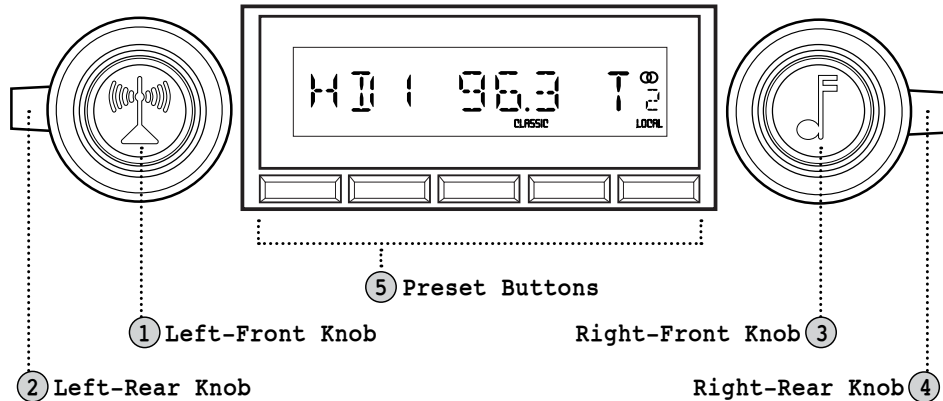 HD1 96.3 T 2
CLASSIC LOCAL
5 Preset Buttons
1 Left-Front Knob Right-Front Knob 3
2 Left-Rear Knob Right-Rear Knob 4